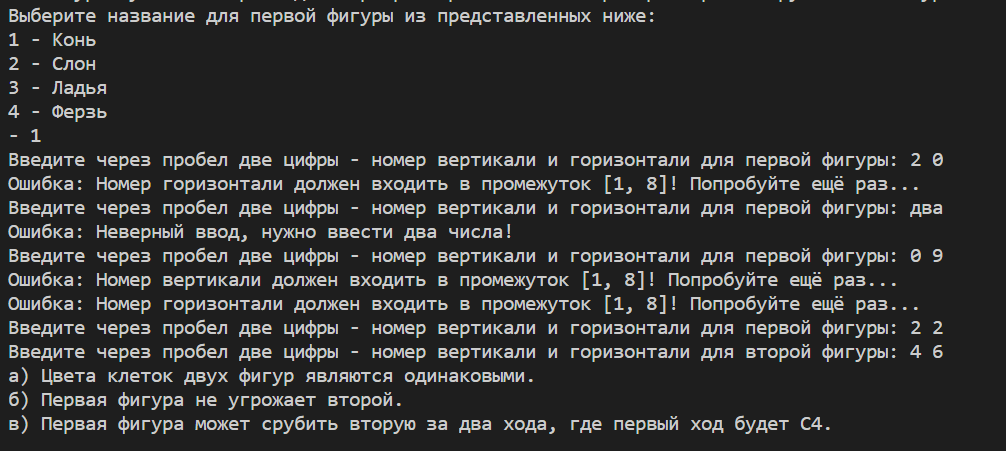 Выберите название для первой фигуры из представленных ниже:
1 - Конь
2 - Слон
3 - Ладья
4 - Ферзь
- 1
Введите через пробел две цифры - номер вертикали и горизонтали для первой фигуры: 2 0
Ошибка: Номер горизонтали должен входить в промежуток [1, 8]! Попробуйте ещё раз...
Введите через пробел две цифры - номер вертикали и горизонтали для первой фигуры: два
Ошибка: Неверный ввод, нужно ввести два числа!
Введите через пробел две цифры - номер вертикали и горизонтали для первой фигуры: 0 9
Ошибка: Номер вертикали должен входить в промежуток [1, 8]! Попробуйте ещё раз...
Ошибка: Номер горизонтали должен входить в промежуток [1, 8]! Попробуйте ещё раз...
Введите через пробел две цифры - номер вертикали и горизонтали для первой фигуры: 2 2
Введите через пробел две цифры - номер вертикали и горизонтали для второй фигуры: 4 6
а) Цвета клеток двух фигур являются одинаковыми.
б) Первая фигура не угрожает второй.
в) Первая фигура может срубить вторую за два хода, где первый ход будет C4.